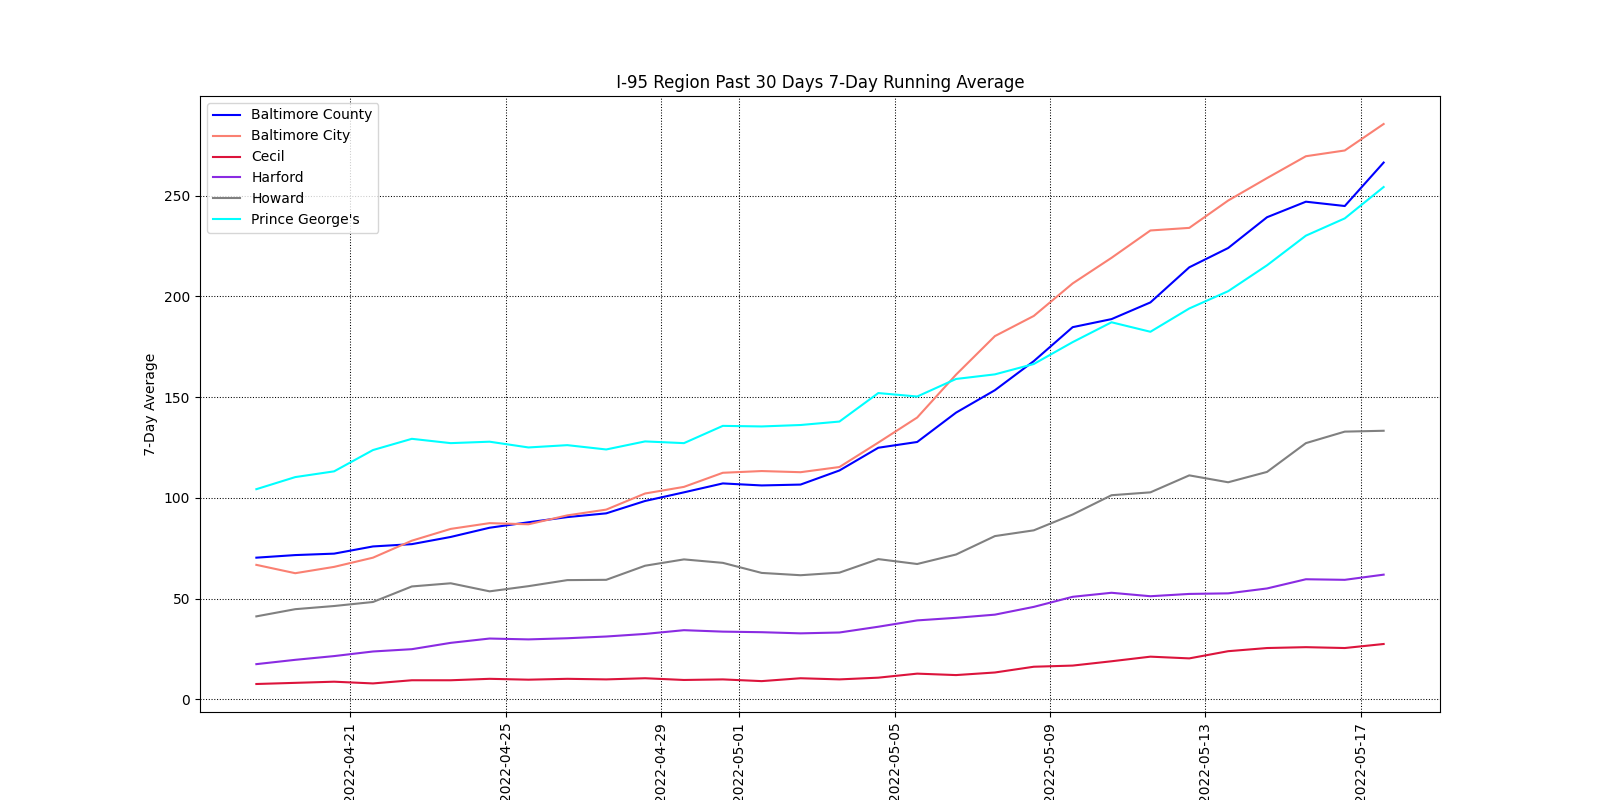 I-95 Region Past 30 Days 7-Day Running Average
Baltimore County
Baltimore City
Cecil
Harford
Howard
Prince George's
7-Day Average
250
200
150
100
50
0
2022-04-21
2022-04-25
2022-04-29
2022-05-01
2022-05-05
2022-05-09
2022-05-13
2022-05-17